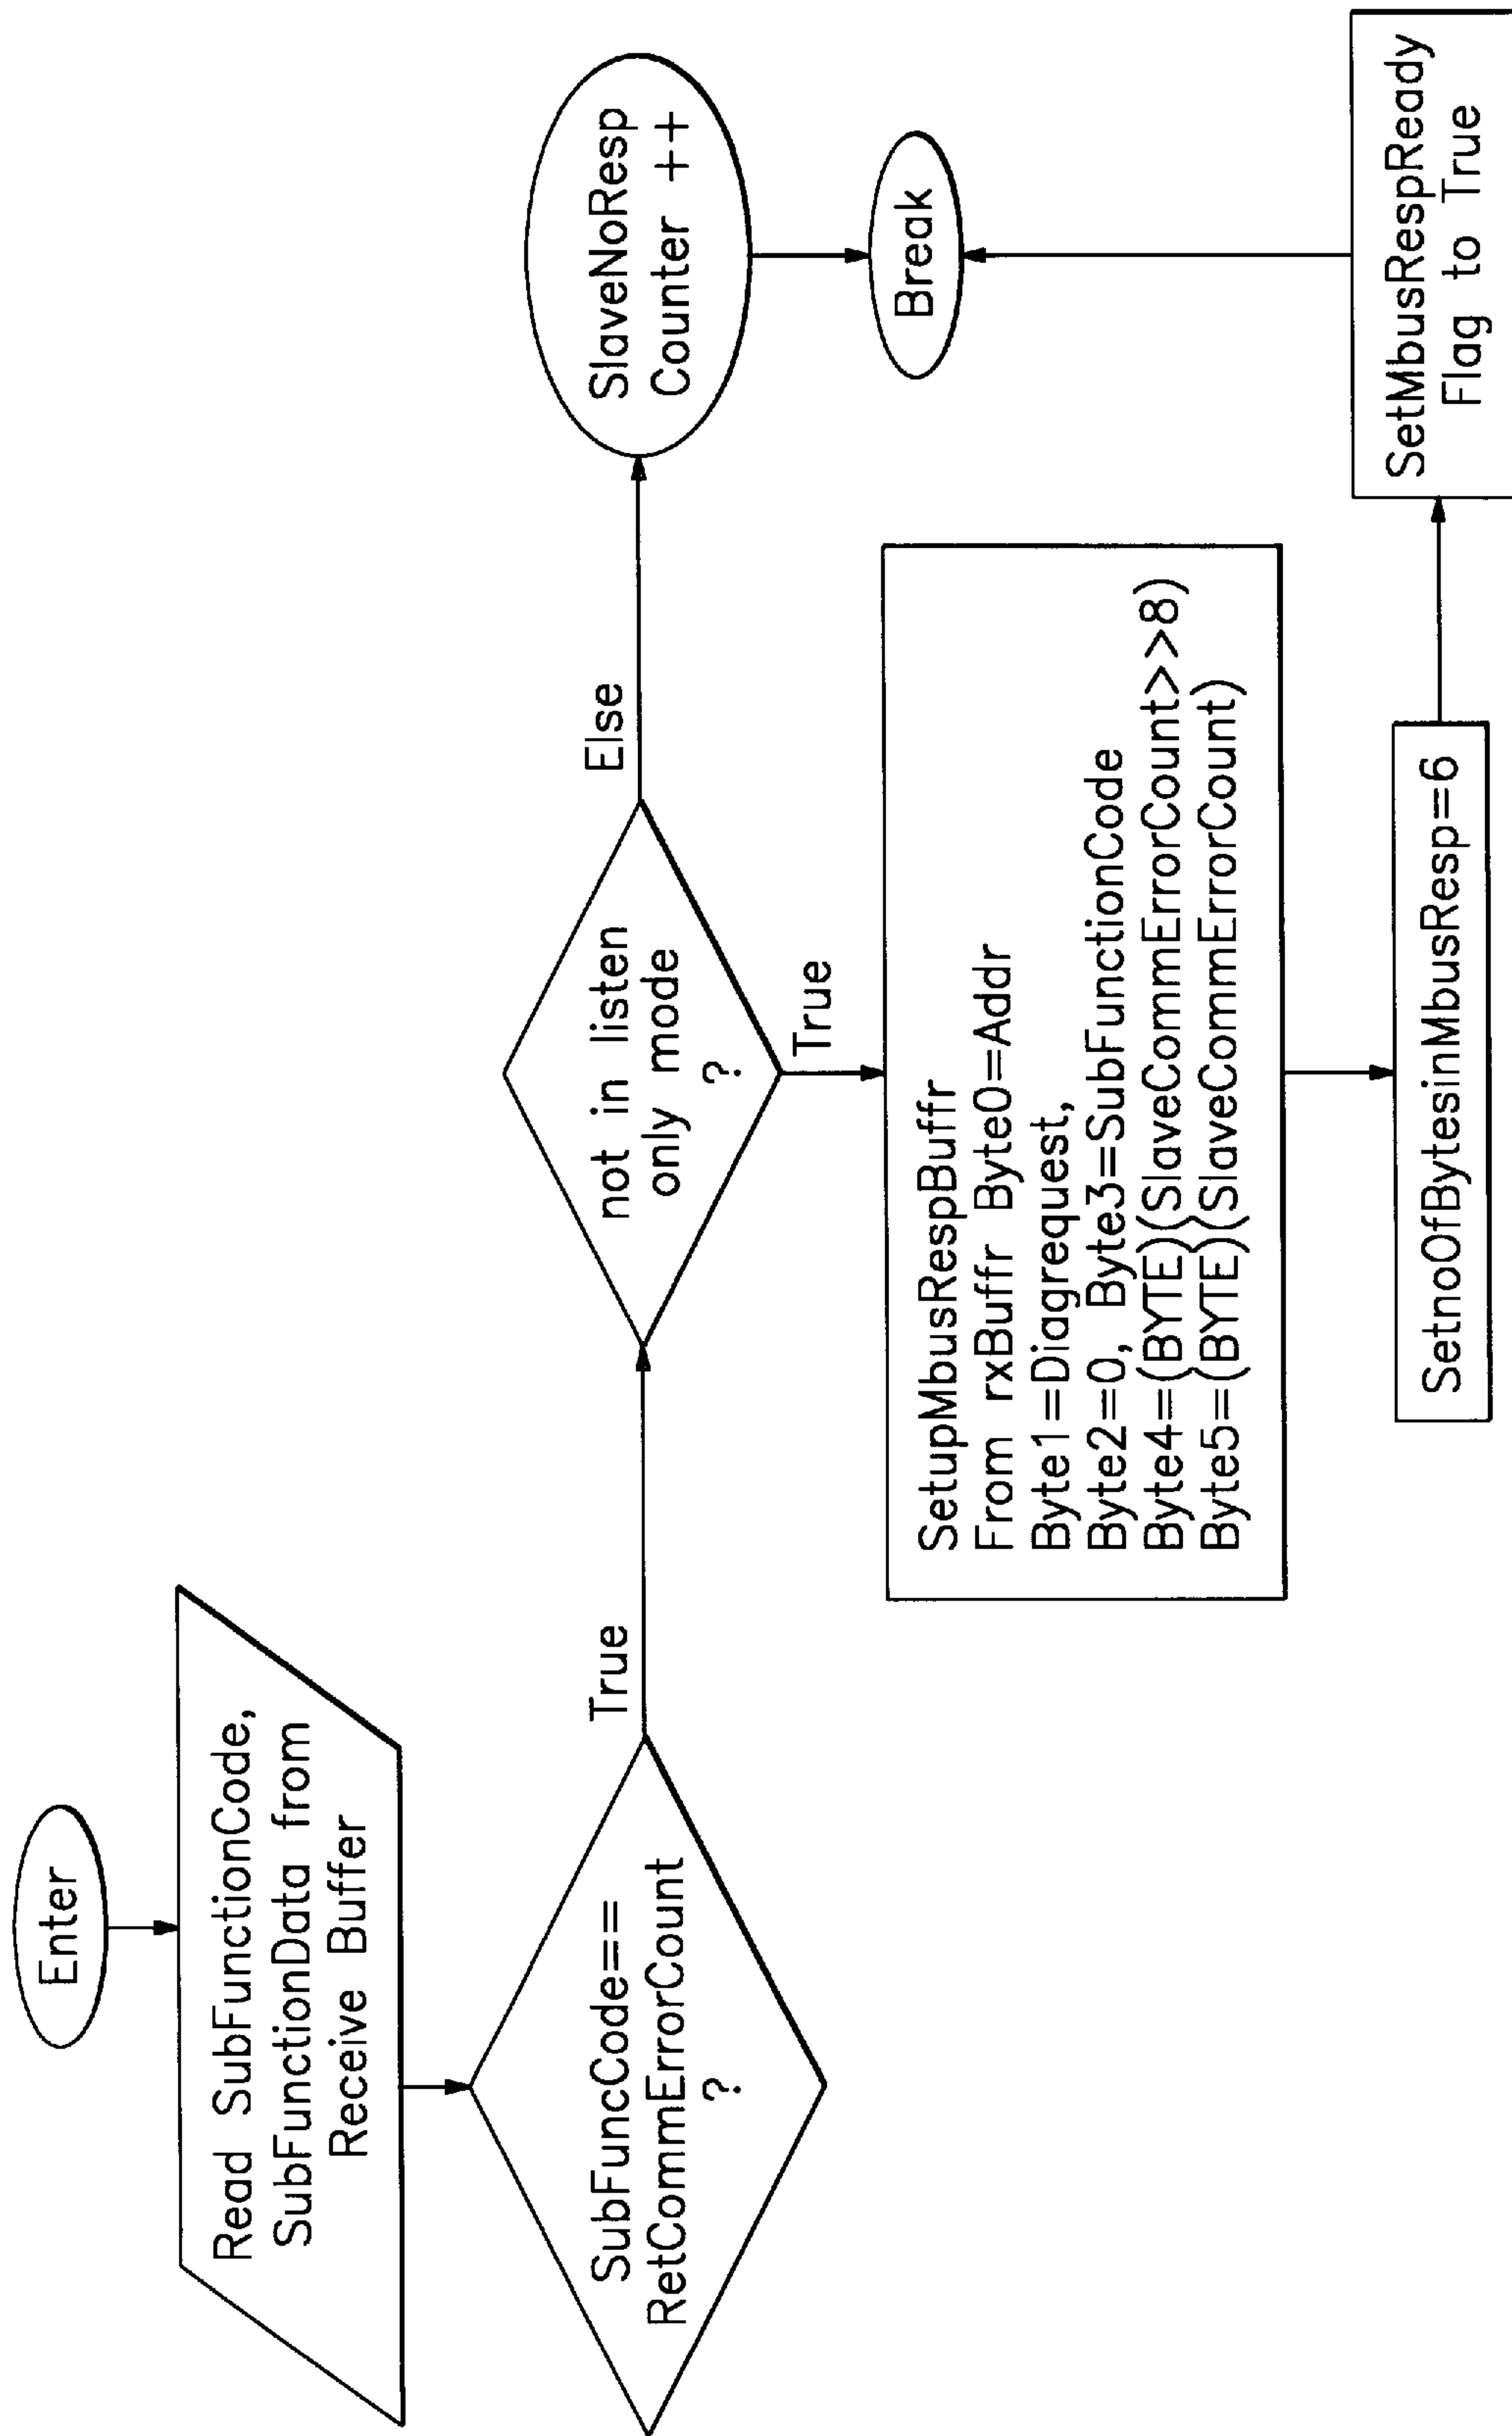 Enter
Read SubFunctionCode,
SubFunctionData from
Receive Buffer
SubFuncCode==
RetCommErrorCount
?
True
not in listen
only mode
?
Else
SlaveNoResp
Counter ++
Break
True
SetupMbusRespBuffr
From rxBuffr Byte0=Addr
Byte1=Diagrequest,
Byte2=0, Byte3=SubFunctionCode
Byte4=(BYTE)(SlaveCommErrorCount>>8)
Byte5=(BYTE)(SlaveCommErrorCount)
SetnoOfBytesinMbusResp=6
SetMbusRespReady
Flag to True